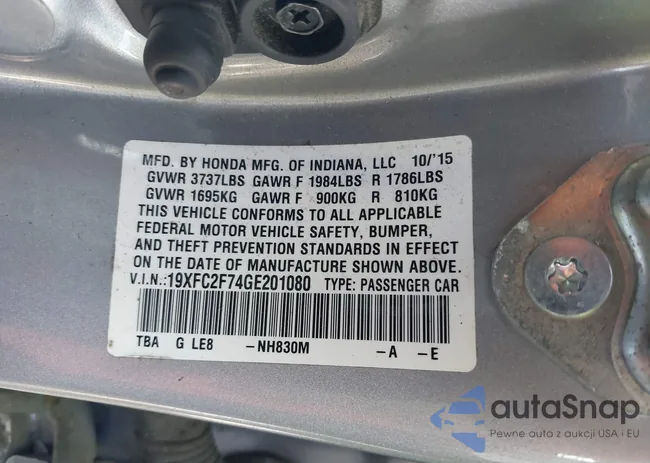 MFD. BY HONDA MFG. OF INDIANA, LLC 10/'15
GVWR 3737LBS GAWR F 1984LBS R 1786LBS
GVWR 1695KG GAWR F 900KG R 810KG
THIS VEHICLE CONFORMS TO ALL APPLICABLE
FEDERAL MOTOR VEHICLE SAFETY, BUMPER,
AND THEFT PREVENTION STANDARDS IN EFFECT
ON THE DATE OF MANUFACTURE SHOWN ABOVE.
V.I.N.:19XFC2F74GE201080 TYPE: PASSENGER CAR
TBA G LE8 -NH830M -A -E
autaSnap
Pewne auta z aukcji USA i EU